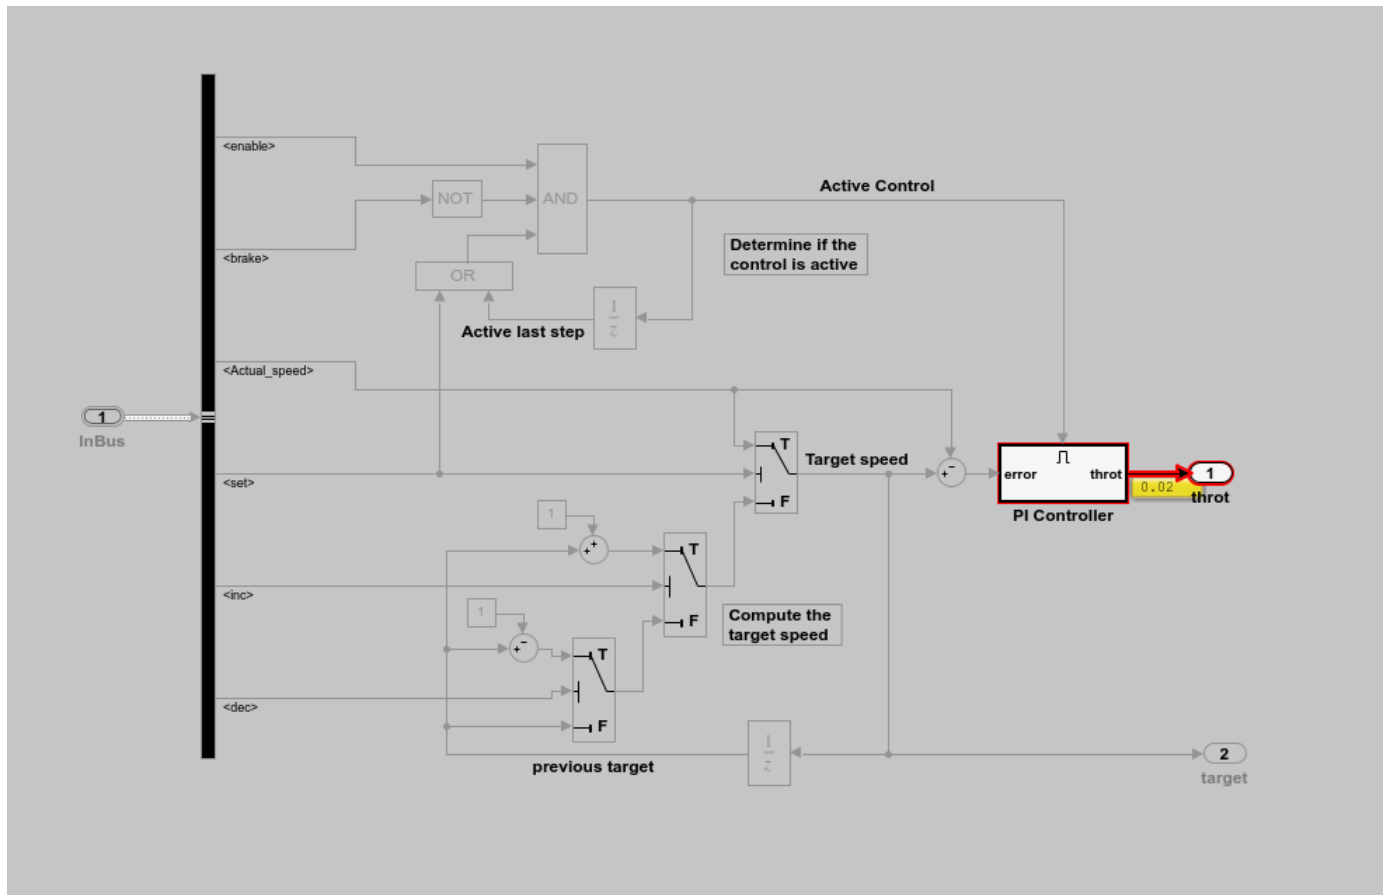 <enable>
NOT
AND
Active Control
<brake>
Determine if the
control is active
OR
1
z
Active last step
<Actual_speed>
1
InBus
T
Target speed
F
<set>
error
throt
1
0.02
throt
PI Controller
1
T
<inc>
F
1
Compute the
target speed
T
<dec>
F
1
z
previous target
2
target